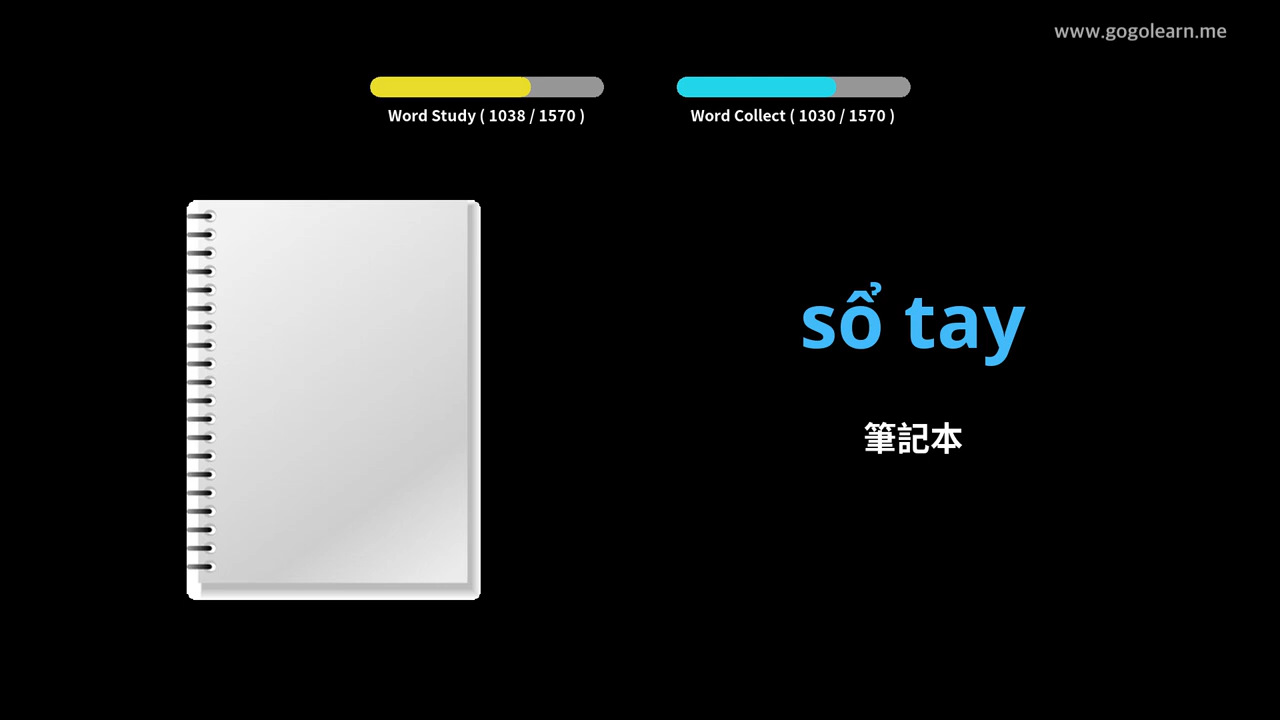 www.gogolearn.me
Word Study ( 1038 / 1570 )
Word Collect ( 1030 / 1570 )
sổ tay
筆記本